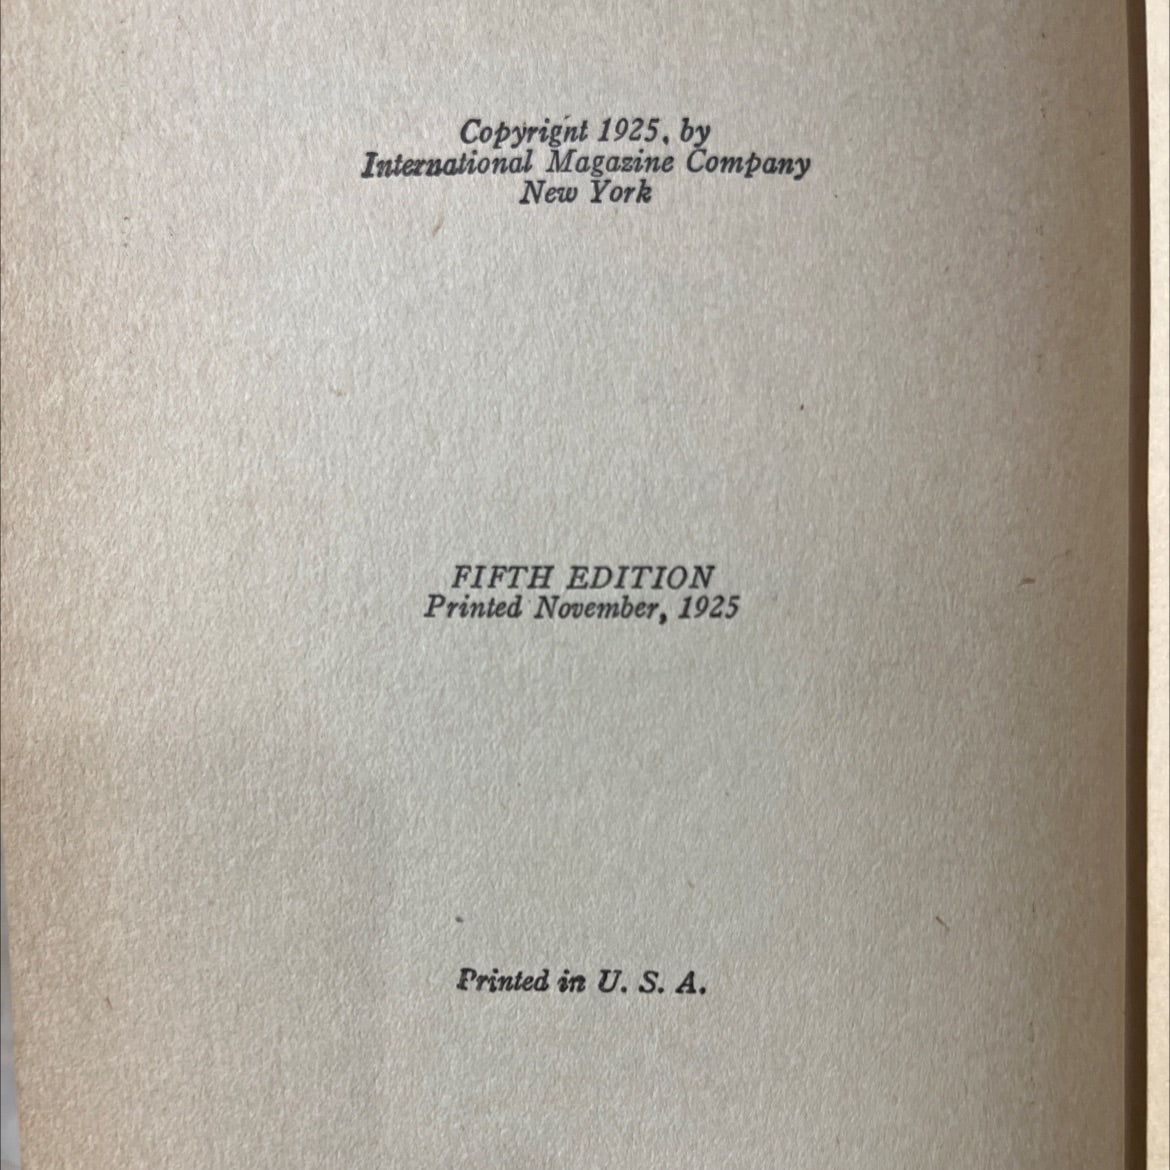 Copyright 1925, by
International Magazine Company
New York
FIFTH EDITION
Printed November, 1925
Printed in U. S. A.